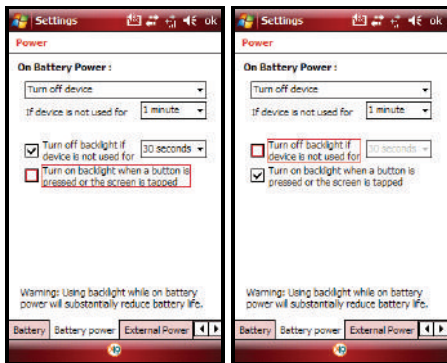 Settings ok
Power
On Battery Power :
Turn off device
If device is not used for 1 minute
Turn off backlight if
device is not used for 30 seconds
Turn on backlight when a button is
pressed or the screen is tapped
Warning: Using backlight while on battery
power will substantially reduce battery life.
Battery Battery power External Power
Settings ok
Power
On Battery Power :
Turn off device
If device is not used for 1 minute
Turn off backlight if
device is not used for 30 seconds
Turn on backlight when a button is
pressed or the screen is tapped
Warning: Using backlight while on battery
power will substantially reduce battery life.
Battery Battery power External Power